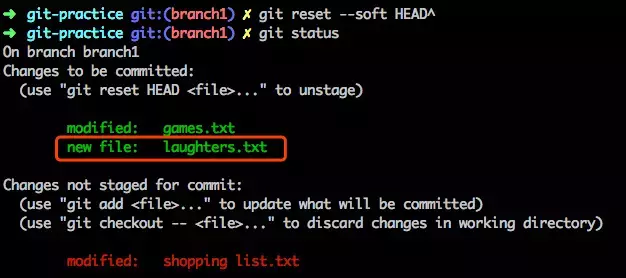 ➜ git-practice git:(branch1) ✗ git reset --soft HEAD^
➜ git-practice git:(branch1) ✗ git status
On branch branch1
Changes to be committed:
  (use "git reset HEAD <file>..." to unstage)
        modified:   games.txt
        new file:   laughters.txt
Changes not staged for commit:
  (use "git add <file>..." to update what will be committed)
  (use "git checkout -- <file>..." to discard changes in working directory)
        modified:   shopping list.txt